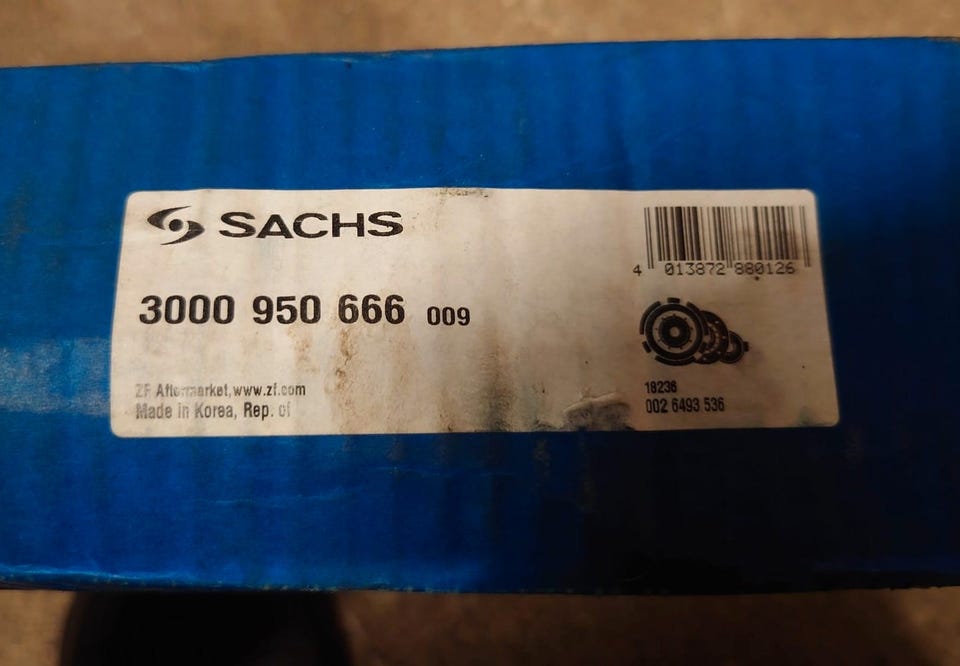 SACHS
4 013872 880126
3000 950 666 009
ZF Aftermarket, www.zf.com
Made in Korea, Rep. of
18236
002 6493 536